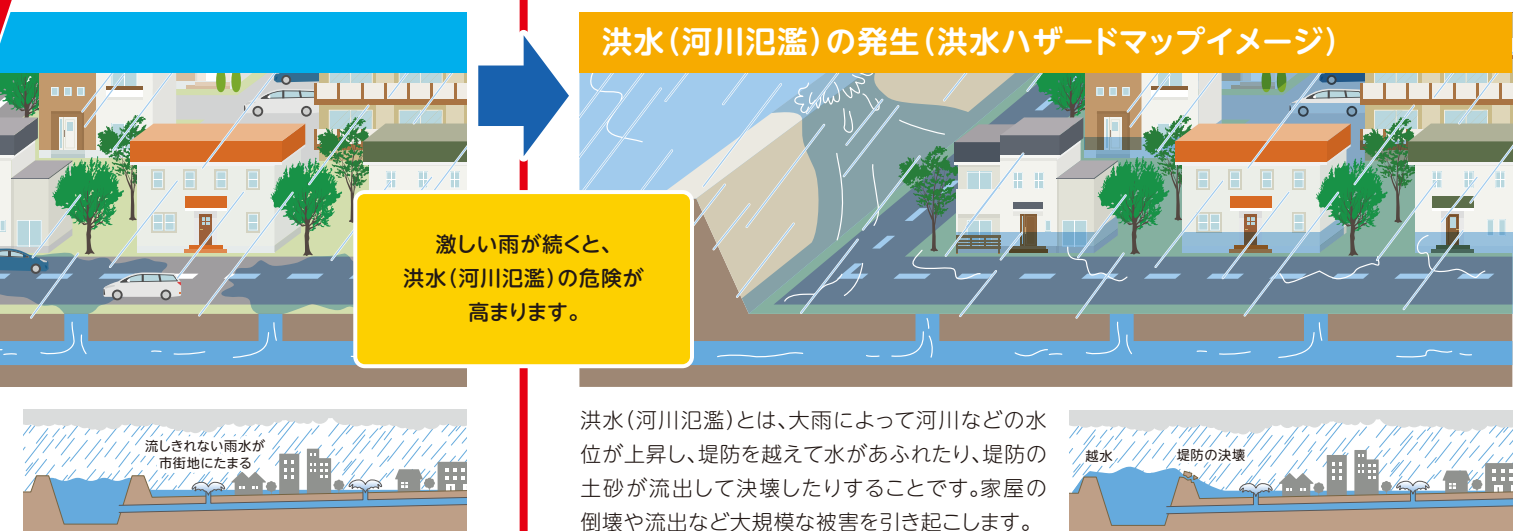 洪水（河川氾濫）の発生（洪水ハザードマップイメージ）
激しい雨が続くと、
洪水（河川氾濫）の危険が
高まります。
流しきれない雨水が
市街地にたまる
洪水（河川氾濫）とは、大雨によって河川などの水
位が上昇し、堤防を越えて水があふれたり、堤防の
土砂が流出して決壊したりすることです。家屋の
倒壊や流出など大規模な被害を引き起こします。
越水
堤防の決壊